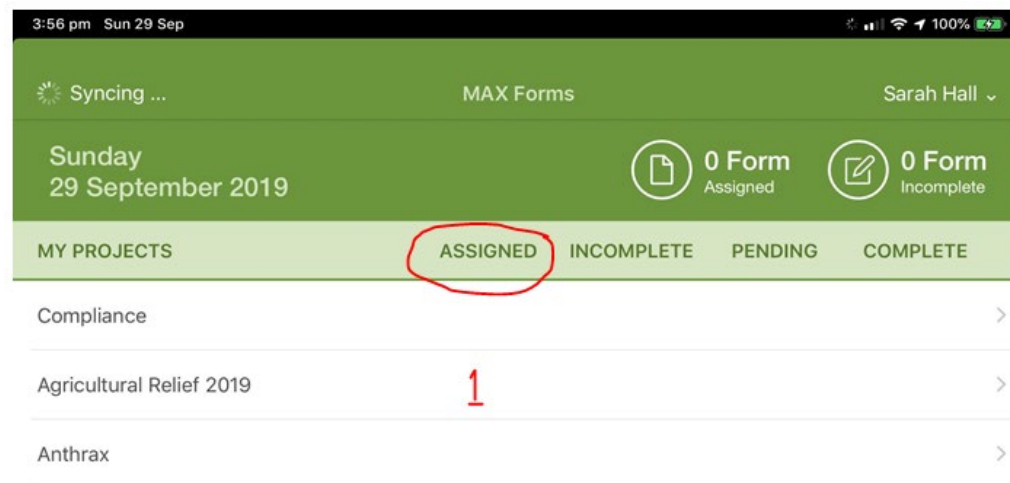 3:56 pm Sun 29 Sep 100%
Syncing ... MAX Forms Sarah Hall
Sunday
29 September 2019
0 Form
Assigned
0 Form
Incomplete
MY PROJECTS ASSIGNED INCOMPLETE PENDING COMPLETE
Compliance
Agricultural Relief 2019 1
Anthrax